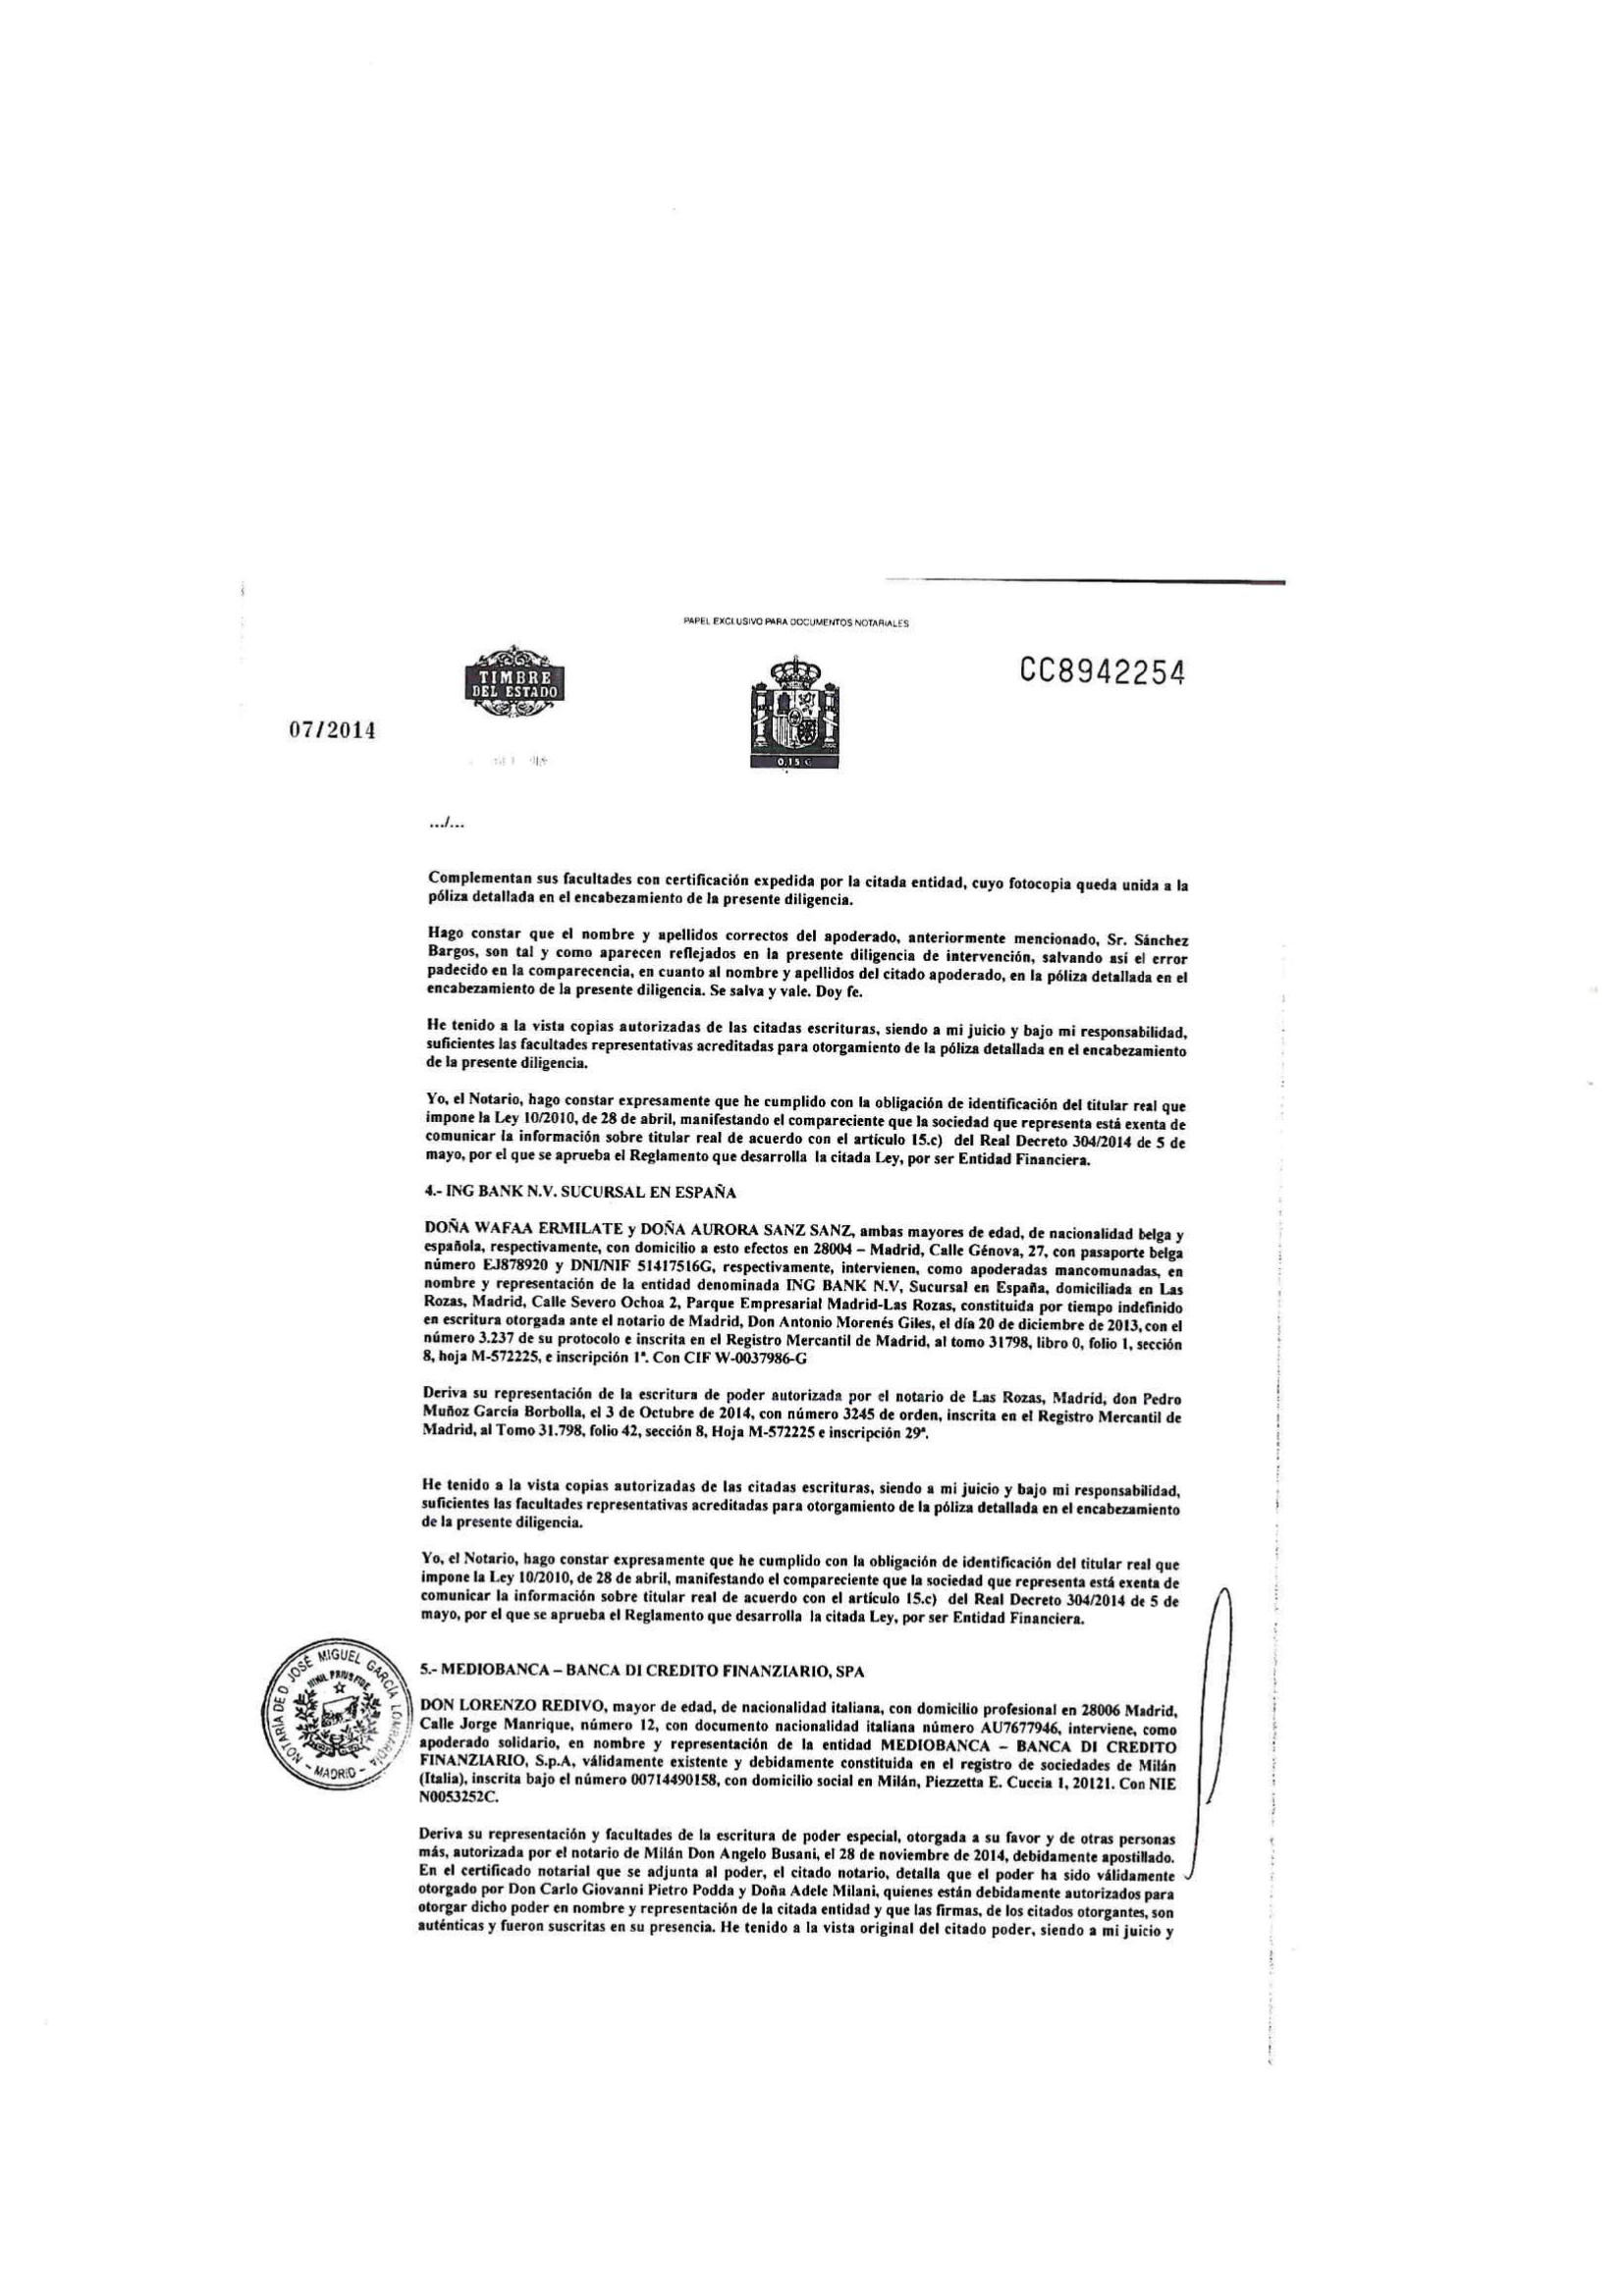 PAPEL EXCLUSIVO PARA DOCUMENTOS NOTARIALES
TIMBRE
DEL ESTADO
CC8942254
07/2014
0,15 €
.../...
Complementan sus facultades con certificación expedida por la citada entidad, cuyo fotocopia queda unida a la
póliza detallada en el encabezamiento de la presente diligencia.
Hago constar que el nombre y apellidos correctos del apoderado, anteriormente mencionado, Sr. Sánchez
Bargos, son tal y como aparecen reflejados en la presente diligencia de intervención, salvando así el error
padecido en la comparecencia, en cuanto al nombre y apellidos del citado apoderado, en la póliza detallada en el
encabezamiento de la presente diligencia. Se salva y vale. Doy fe.
He tenido a la vista copias autorizadas de las citadas escrituras, siendo a mi juicio y bajo mi responsabilidad,
suficientes las facultades representativas acreditadas para otorgamiento de la póliza detallada en el encabezamiento
de la presente diligencia.
Yo, el Notario, hago constar expresamente que he cumplido con la obligación de identificación del titular real que
impone la Ley 10/2010, de 28 de abril, manifestando el compareciente que la sociedad que representa está exenta de
comunicar la información sobre titular real de acuerdo con el artículo 15.c) del Real Decreto 304/2014 de 5 de
mayo, por el que se aprueba el Reglamento que desarrolla la citada Ley, por ser Entidad Financiera.
4.- ING BANK N.V. SUCURSAL EN ESPAÑA
DOÑA WAFAA ERMILATE y DOÑA AURORA SANZ SANZ, ambas mayores de edad, de nacionalidad belga y
española, respectivamente, con domicilio a esto efectos en 28004 – Madrid, Calle Génova, 27, con pasaporte belga
número EJ878920 y DNI/NIF 51417516G, respectivamente, intervienen, como apoderadas mancomunadas, en
nombre y representación de la entidad denominada ING BANK N.V, Sucursal en España, domiciliada en Las
Rozas, Madrid, Calle Severo Ochoa 2, Parque Empresarial Madrid-Las Rozas, constituida por tiempo indefinido
en escritura otorgada ante el notario de Madrid, Don Antonio Morenés Giles, el día 20 de diciembre de 2013, con el
número 3.237 de su protocolo e inscrita en el Registro Mercantil de Madrid, al tomo 31798, libro 0, folio 1, sección
8, hoja M-572225, e inscripción 1ª. Con CIF W-0037986-G
Deriva su representación de la escritura de poder autorizada por el notario de Las Rozas, Madrid, don Pedro
Muñoz García Borbolla, el 3 de Octubre de 2014, con número 3245 de orden, inscrita en el Registro Mercantil de
Madrid, al Tomo 31.798, folio 42, sección 8, Hoja M-572225 e inscripción 29ª.
He tenido a la vista copias autorizadas de las citadas escrituras, siendo a mi juicio y bajo mi responsabilidad,
suficientes las facultades representativas acreditadas para otorgamiento de la póliza detallada en el encabezamiento
de la presente diligencia.
Yo, el Notario, hago constar expresamente que he cumplido con la obligación de identificación del titular real que
impone la Ley 10/2010, de 28 de abril, manifestando el compareciente que la sociedad que representa está exenta de
comunicar la información sobre titular real de acuerdo con el artículo 15.c) del Real Decreto 304/2014 de 5 de
mayo, por el que se aprueba el Reglamento que desarrolla la citada Ley, por ser Entidad Financiera.
NOTARÍA DE D. JOSÉ MIGUEL GARCÍA LOMBARDÍA
NIHIL PRIUS FIDE
- MADRID -
5.- MEDIOBANCA – BANCA DI CREDITO FINANZIARIO, SPA
DON LORENZO REDIVO, mayor de edad, de nacionalidad italiana, con domicilio profesional en 28006 Madrid,
Calle Jorge Manrique, número 12, con documento nacionalidad italiana número AU7677946, interviene, como
apoderado solidario, en nombre y representación de la entidad MEDIOBANCA – BANCA DI CREDITO
FINANZIARIO, S.p.A, válidamente existente y debidamente constituida en el registro de sociedades de Milán
(Italia), inscrita bajo el número 00714490158, con domicilio social en Milán, Piezzetta E. Cuccia 1, 20121. Con NIE
N0053252C.
Deriva su representación y facultades de la escritura de poder especial, otorgada a su favor y de otras personas
más, autorizada por el notario de Milán Don Angelo Busani, el 28 de noviembre de 2014, debidamente apostillado.
En el certificado notarial que se adjunta al poder, el citado notario, detalla que el poder ha sido válidamente
otorgado por Don Carlo Giovanni Pietro Podda y Doña Adele Milani, quienes están debidamente autorizados para
otorgar dicho poder en nombre y representación de la citada entidad y que las firmas, de los citados otorgantes, son
auténticas y fueron suscritas en su presencia. He tenido a la vista original del citado poder, siendo a mi juicio y